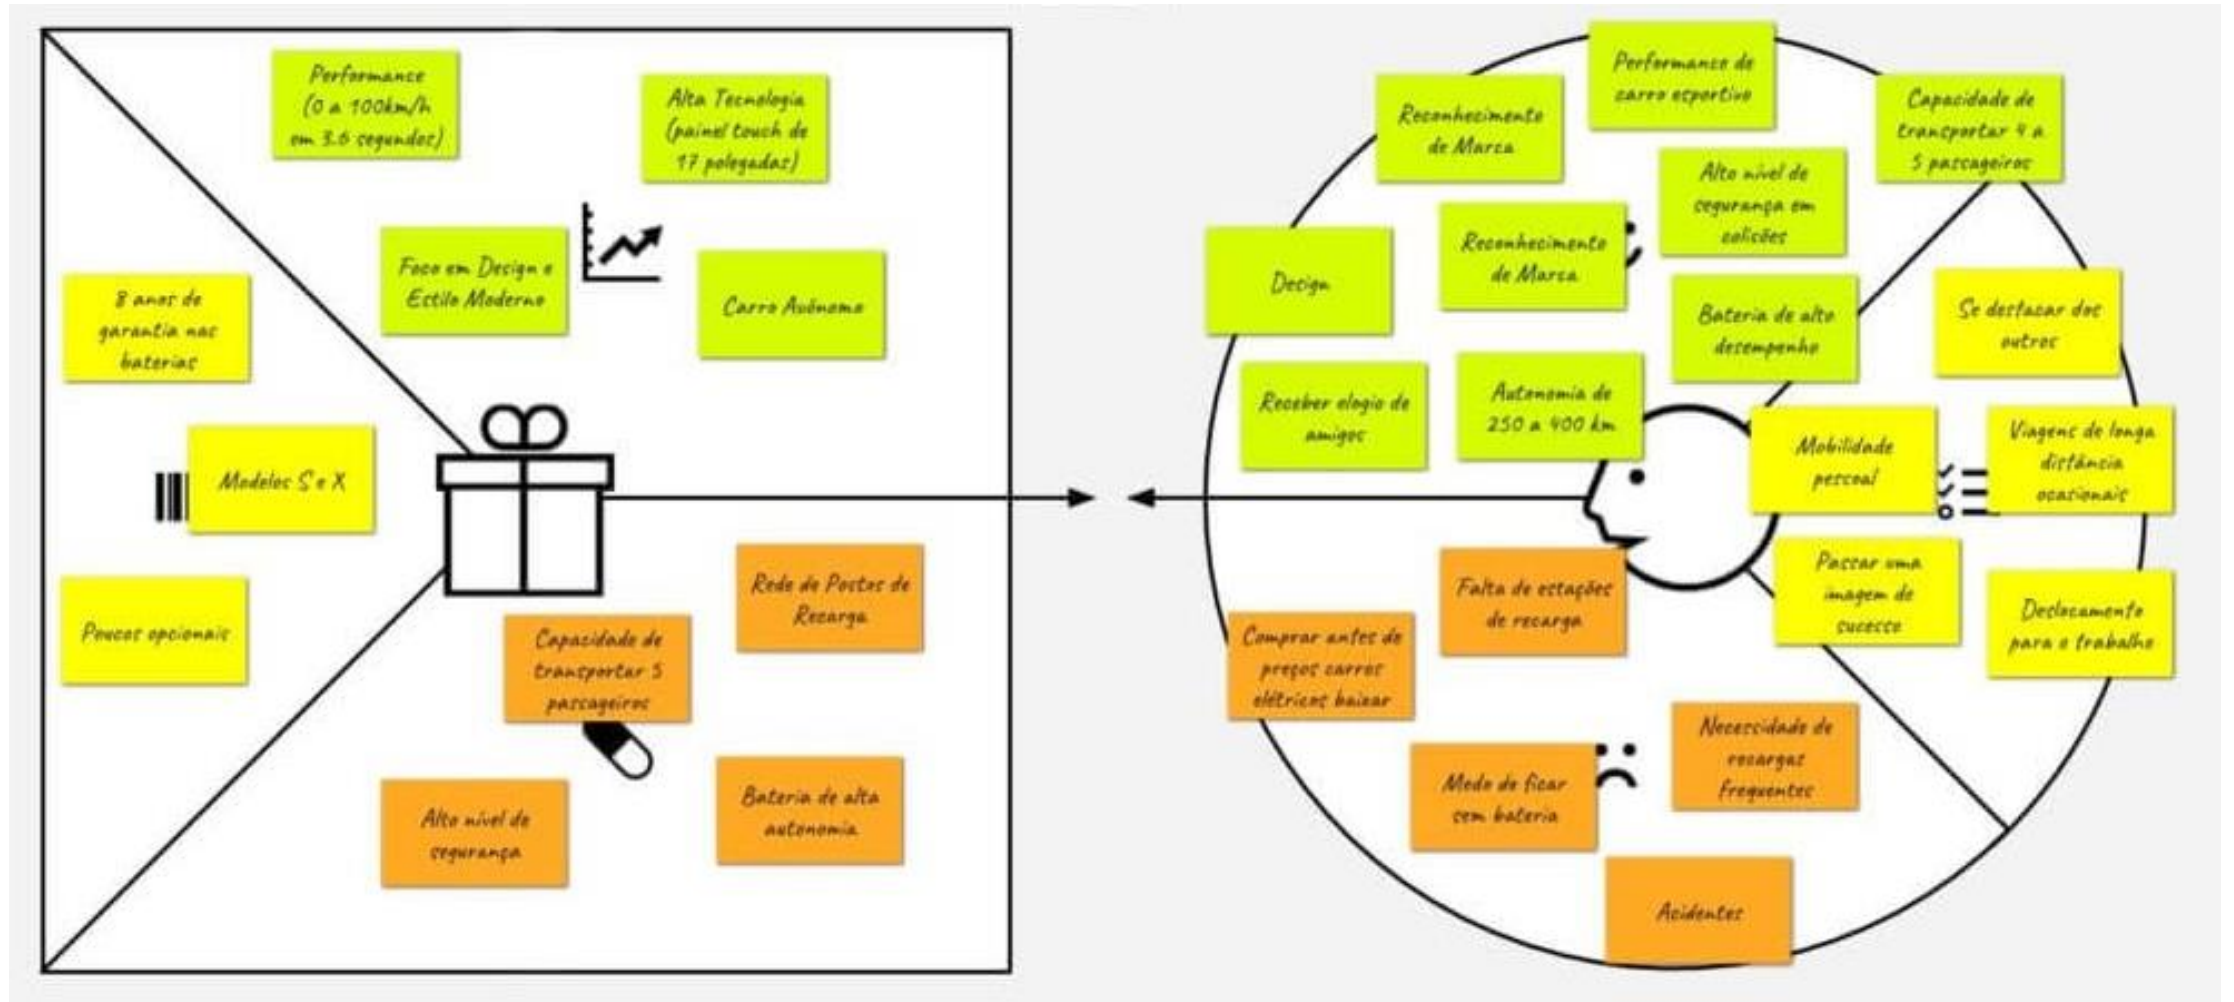 Performance
(0 a 100km/h
em 3.6 segundos)
Alta Tecnologia
(painel touch de
17 polegadas)
Foco em Design e
Estilo Moderno
Carro Auônomo
8 anos de
garantia nas
baterias
Modelos S e X
Poucos opcionais
Rede de Postos de
Recarga
Capacidade de
transportar 5
passageiros
Alto nível de
segurança
Bateria de alta
autonomia
Performance de
carro esportivo
Reconhecimento
de Marca
Capacidade de
transportar 4 a
5 passageiros
Alto nível de
segurança em
colisões
Reconhecimento
de Marca
Design
Bateria de alto
desempenho
Receber elogio de
amigos
Autonomia de
250 a 400 km
Se destacar dos
outros
Mobilidade
pessoal
Viagens de longa
distância
ocasionais
Passar uma
imagem de
sucesso
Deslocamento
para o trabalho
Falta de estações
de recarga
Comprar antes de
preços carros
elétricos baixar
Medo de ficar
sem bateria
Necessidade de
recargas
frequentes
Acidentes